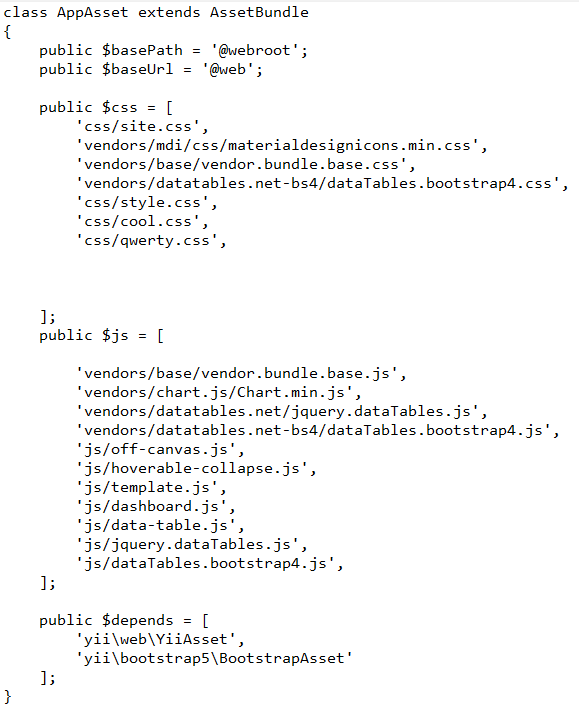 class AppAsset extends AssetBundle
{
    public $basePath = '@webroot';
    public $baseUrl = '@web';

    public $css = [
        'css/site.css',
        'vendors/mdi/css/materialdesignicons.min.css',
        'vendors/base/vendor.bundle.base.css',
        'vendors/datatables.net-bs4/dataTables.bootstrap4.css',
        'css/style.css',
        'css/cool.css',
        'css/qwerty.css',

    ];
    public $js = [

        'vendors/base/vendor.bundle.base.js',
        'vendors/chart.js/Chart.min.js',
        'vendors/datatables.net/jquery.dataTables.js',
        'vendors/datatables.net-bs4/dataTables.bootstrap4.js',
        'js/off-canvas.js',
        'js/hoverable-collapse.js',
        'js/template.js',
        'js/dashboard.js',
        'js/data-table.js',
        'js/jquery.dataTables.js',
        'js/dataTables.bootstrap4.js',
    ];

    public $depends = [
        'yii\web\YiiAsset',
        'yii\bootstrap5\BootstrapAsset'
    ];
}